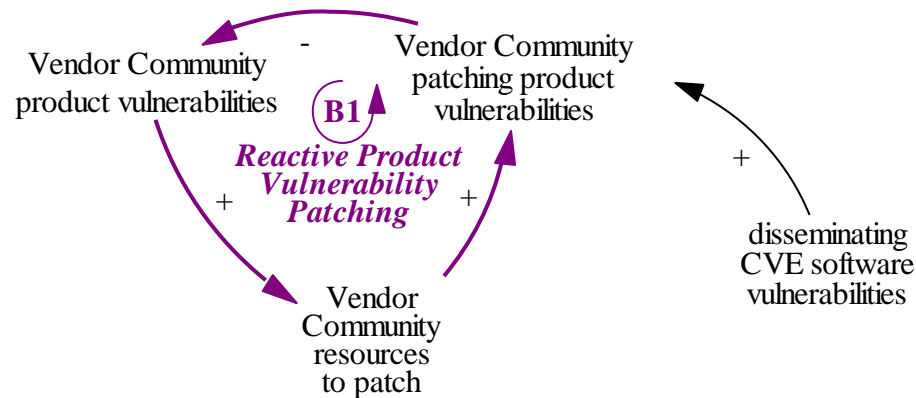 -
Vendor Community
product vulnerabilities
Vendor Community
patching product
vulnerabilities
B1
Reactive Product
Vulnerability
Patching
+
+
+
disseminating
CVE software
vulnerabilities
Vendor
Community
resources
to patch